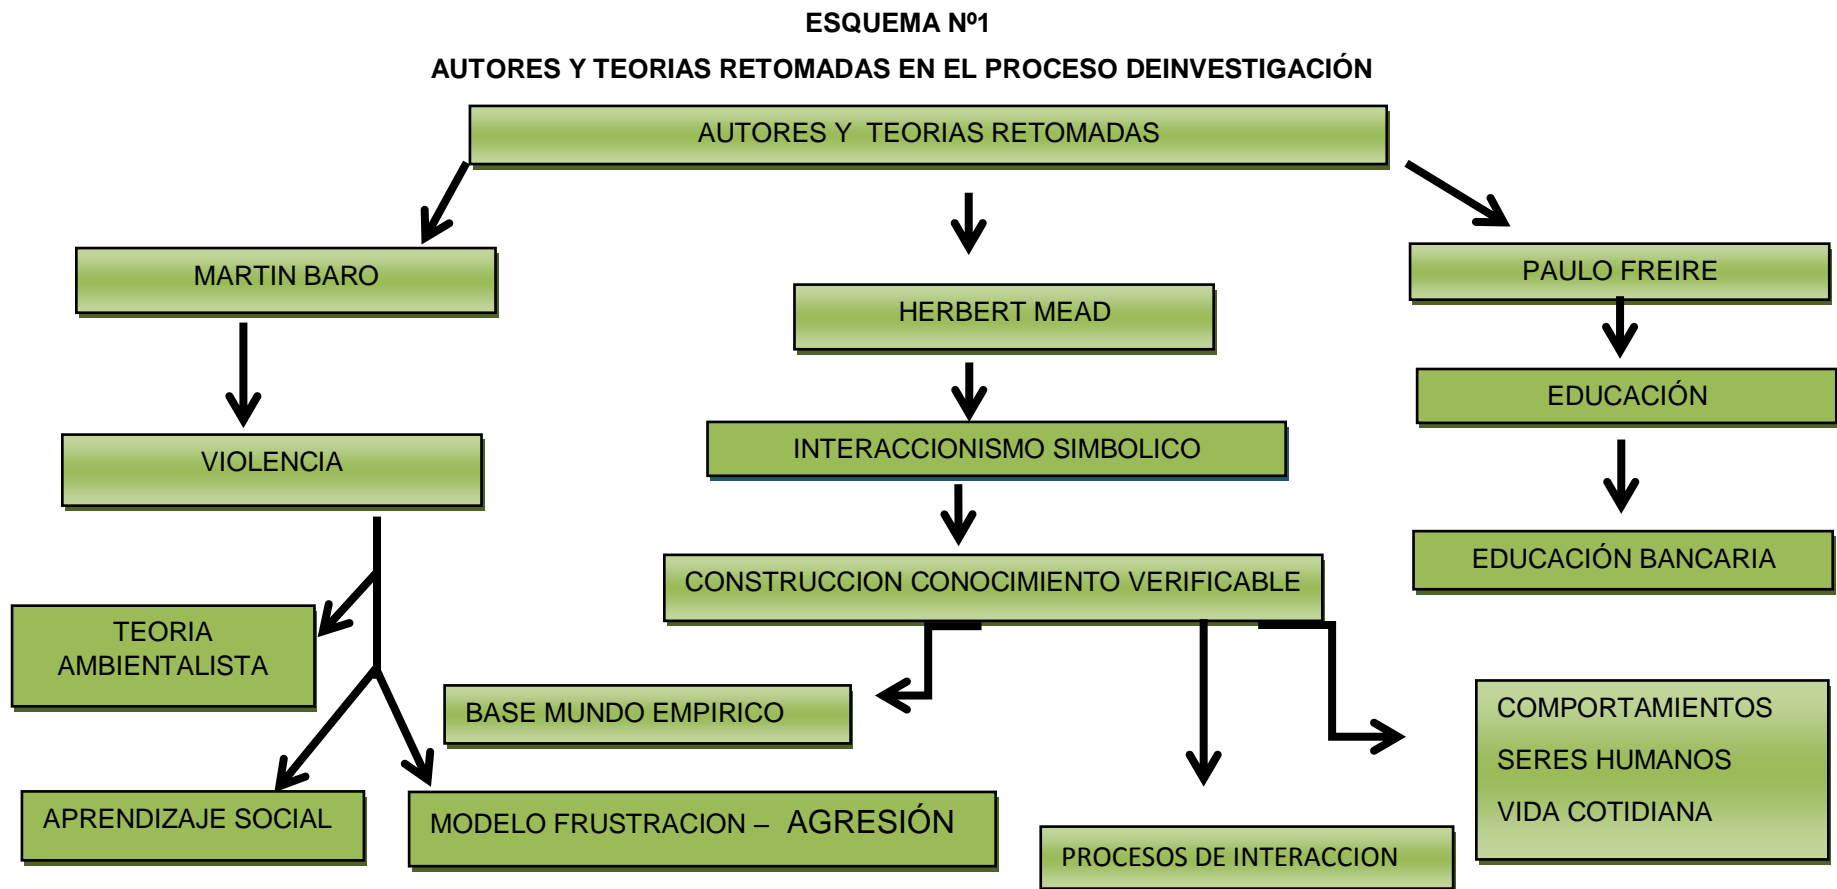 ESQUEMA Nº1
AUTORES Y TEORIAS RETOMADAS EN EL PROCESO DEINVESTIGACIÓN
AUTORES Y TEORIAS RETOMADAS
MARTIN BARO
HERBERT MEAD
PAULO FREIRE
VIOLENCIA
INTERACCIONISMO SIMBOLICO
EDUCACIÓN
CONSTRUCCION CONOCIMIENTO VERIFICABLE
EDUCACIÓN BANCARIA
TEORIA
AMBIENTALISTA
BASE MUNDO EMPIRICO
COMPORTAMIENTOS
SERES HUMANOS
VIDA COTIDIANA
APRENDIZAJE SOCIAL
MODELO FRUSTRACION – AGRESIÓN
PROCESOS DE INTERACCION